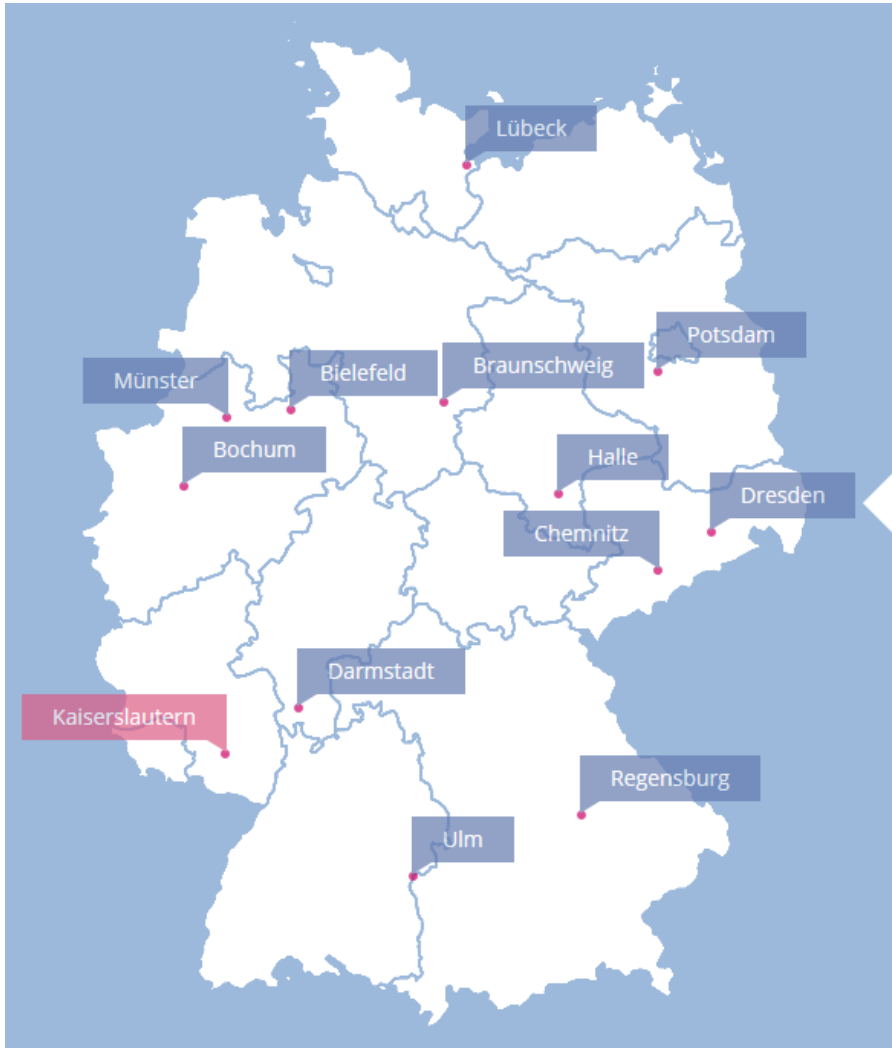 Lübeck
Potsdam
Braunschweig
Bielefeld
Münster
Bochum
Halle
Dresden
Chemnitz
Darmstadt
Kaiserslautern
Regensburg
Ulm